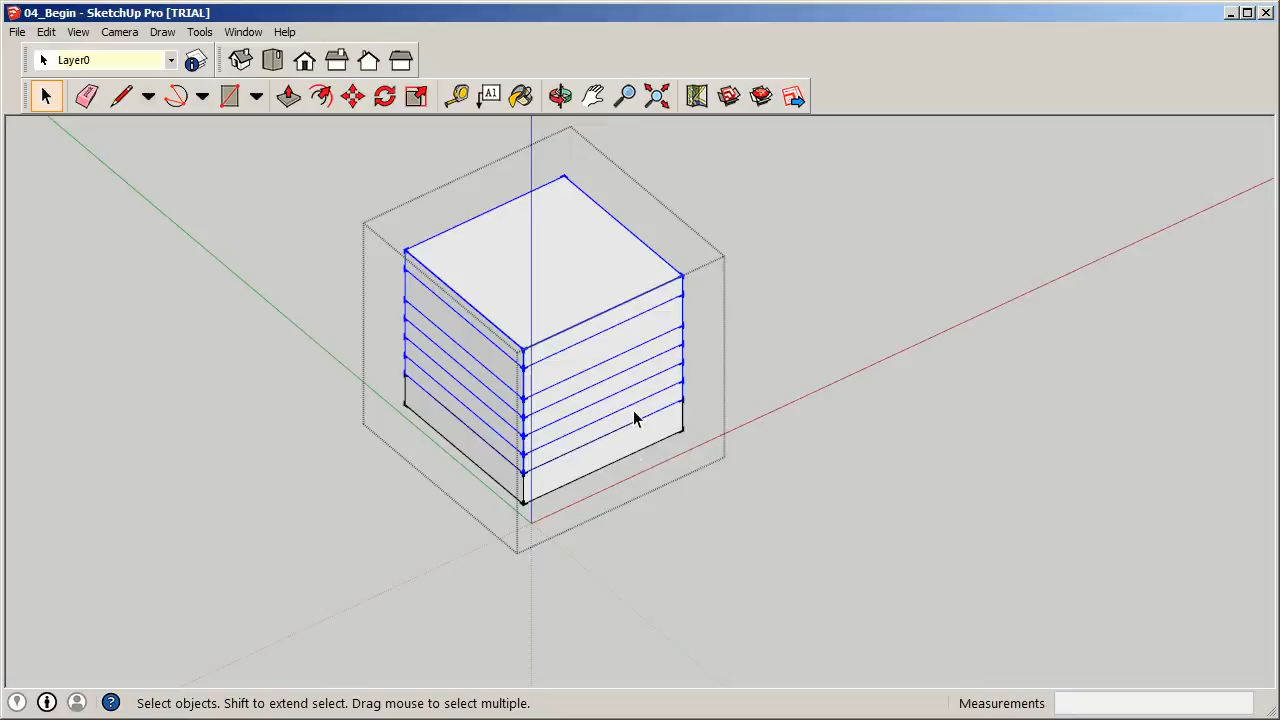 04_Begin - SketchUp Pro [TRIAL]
File Edit View Camera Draw Tools Window Help
Layer0
A1
Select objects. Shift to extend select. Drag mouse to select multiple.
Measurements